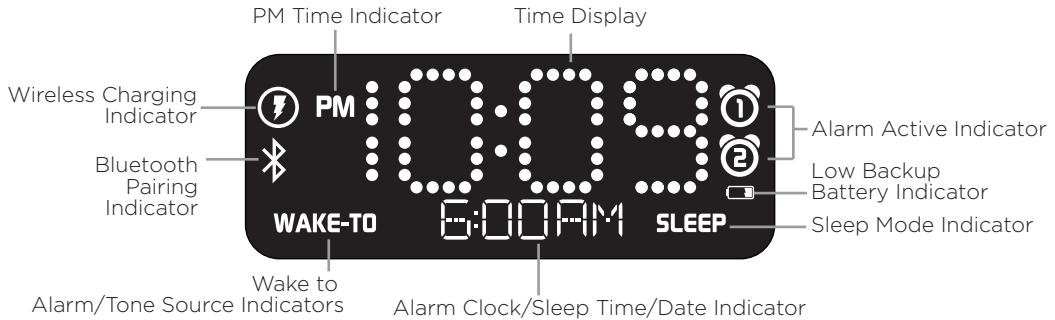 PM Time Indicator
Time Display
Wireless Charging
Indicator
PM
10:09
1
Alarm Active Indicator
Bluetooth
Pairing
Indicator
2
Low Backup
Battery Indicator
WAKE-TO
6:00AM
SLEEP
Sleep Mode Indicator
Wake to
Alarm/Tone Source Indicators
Alarm Clock/Sleep Time/Date Indicator